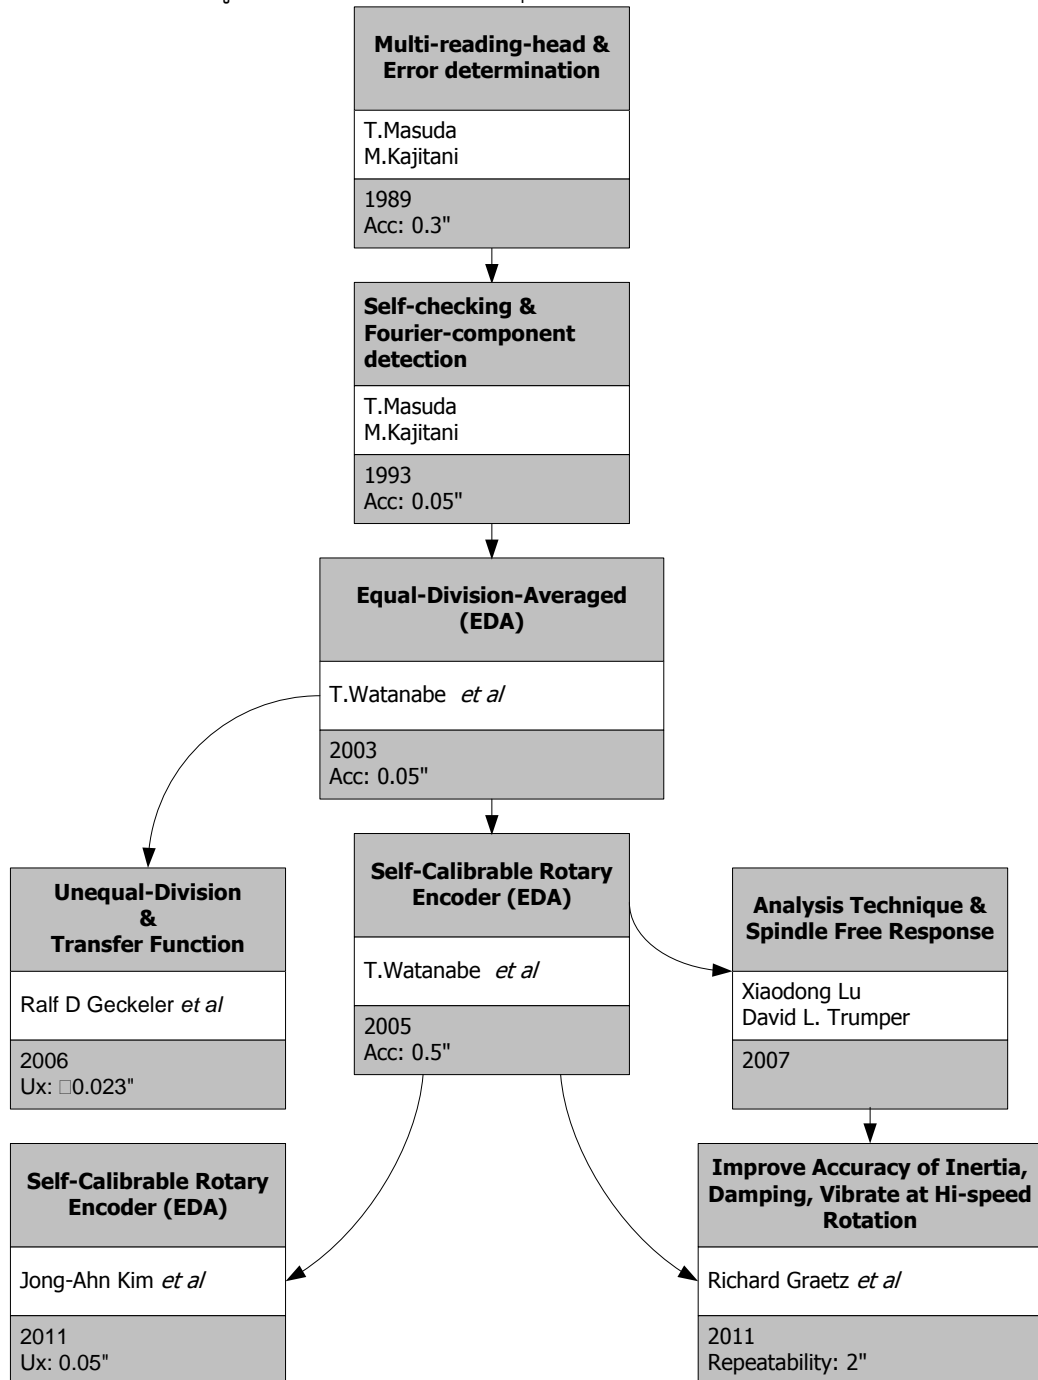 Multi-reading-head &
Error determination
T.Masuda
M.Kajitani
1989
Acc: 0.3"
Self-checking &
Fourier-component
detection
T.Masuda
M.Kajitani
1993
Acc: 0.05"
Equal-Division-Averaged
(EDA)
T.Watanabe et al
2003
Acc: 0.05"
Self-Calibrable Rotary
Encoder (EDA)
T.Watanabe et al
2005
Acc: 0.5"
Unequal-Division
&
Transfer Function
Ralf D Geckeler et al
2006
Ux: □0.023"
Analysis Technique &
Spindle Free Response
Xiaodong Lu
David L. Trumper
2007
Self-Calibrable Rotary
Encoder (EDA)
Jong-Ahn Kim et al
2011
Ux: 0.05"
Improve Accuracy of Inertia,
Damping, Vibrate at Hi-speed
Rotation
Richard Graetz et al
2011
Repeatability: 2"